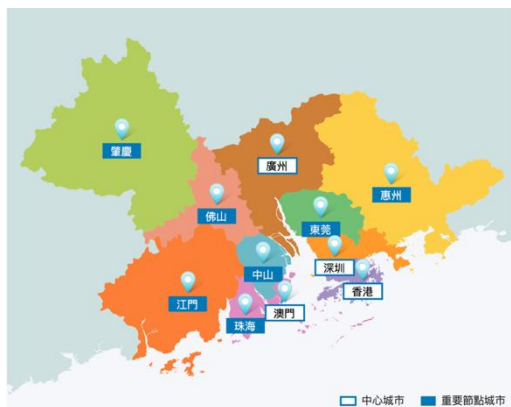 肇慶
廣州
惠州
佛山
東莞
中山
深圳
江門
澳門
香港
珠海
中心城市
重要節點城市